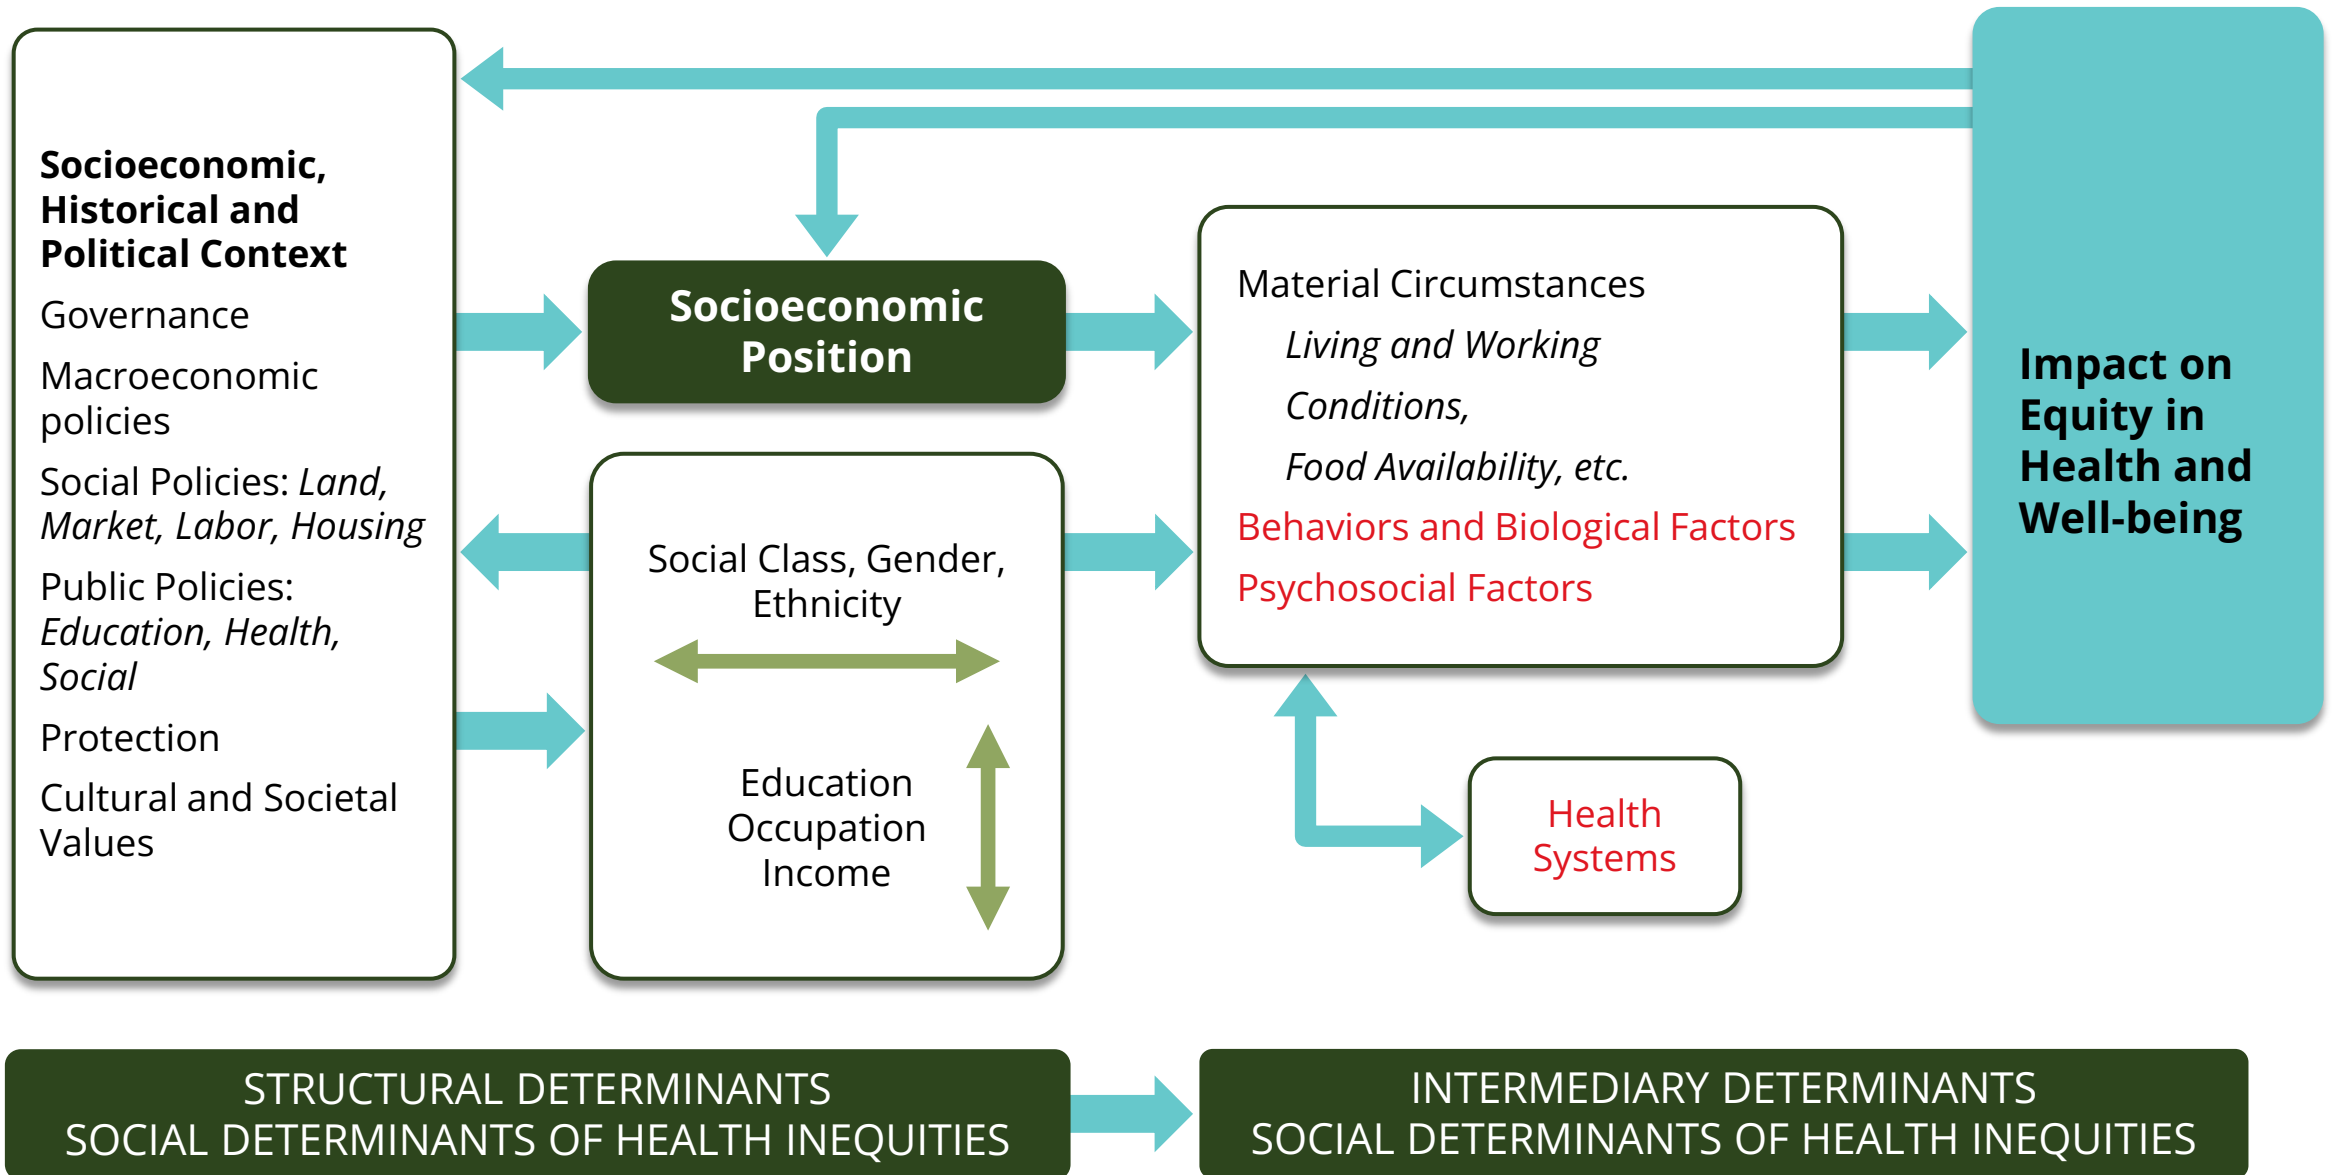 Socioeconomic,
Historical and
Political Context
Governance
Macroeconomic
policies
Social Policies: Land,
Market, Labor, Housing
Public Policies:
Education, Health,
Social
Protection
Cultural and Societal
Values
Socioeconomic
Position
Social Class, Gender,
Ethnicity
Education
Occupation
Income
Material Circumstances
Living and Working
Conditions,
Food Availability, etc.
Behaviors and Biological Factors
Psychosocial Factors
Health
Systems
Impact on
Equity in
Health and
Well-being
STRUCTURAL DETERMINANTS
SOCIAL DETERMINANTS OF HEALTH INEQUITIES
INTERMEDIARY DETERMINANTS
SOCIAL DETERMINANTS OF HEALTH INEQUITIES